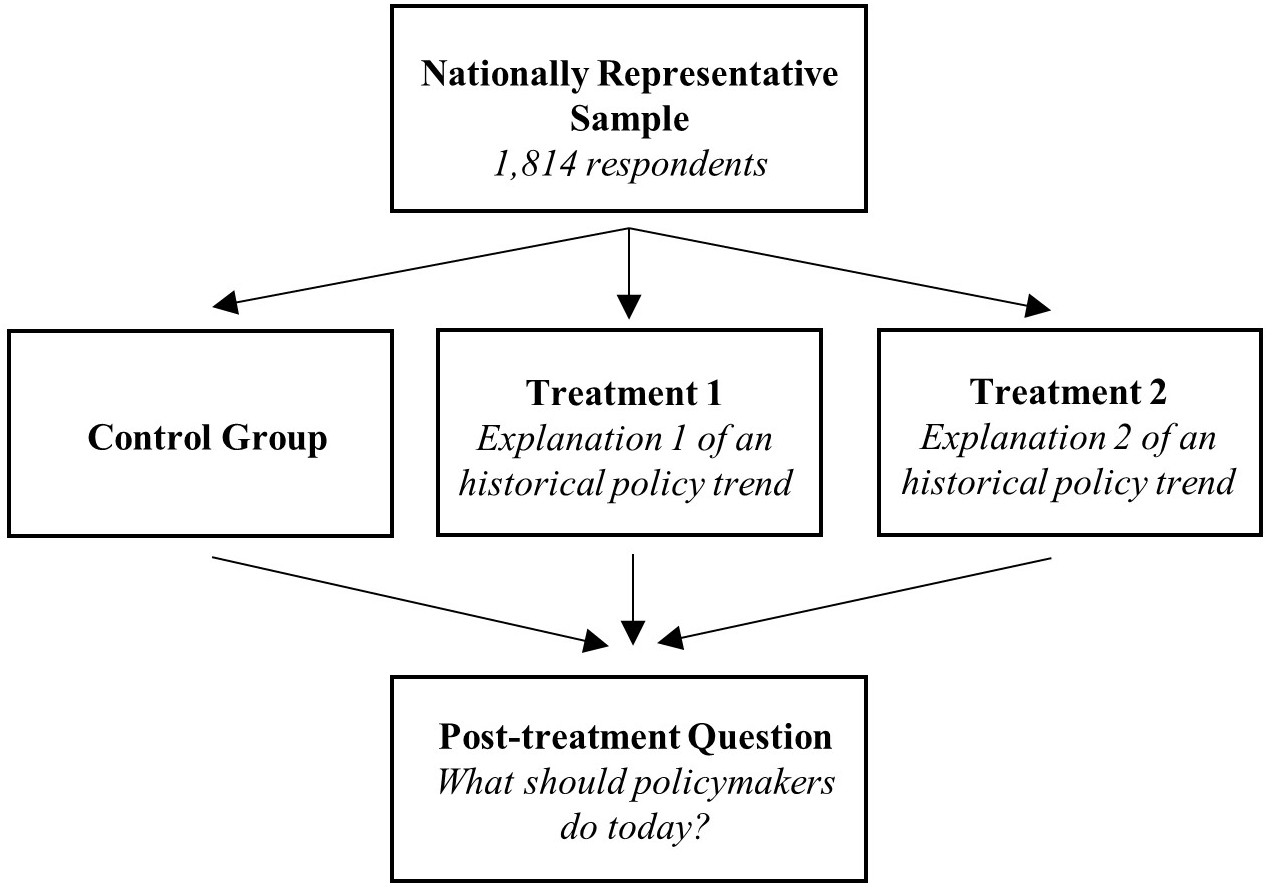 Nationally Representative
Sample
1,814 respondents
Control Group
Treatment 1
Explanation 1 of an
historical policy trend
Treatment 2
Explanation 2 of an
historical policy trend
Post-treatment Question
What should policymakers
do today?